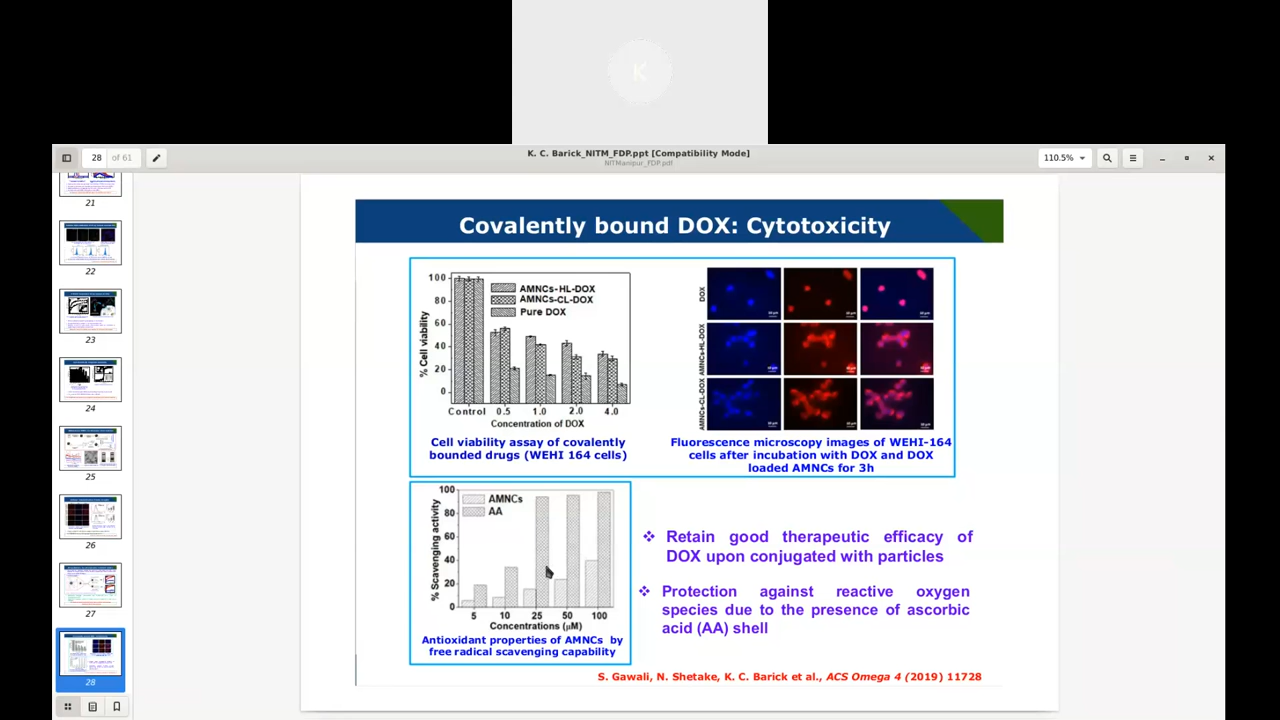 K
28 of 61
K. C. Barick_NITM_FDP.ppt [Compatibility Mode]
NITManipur_FDP.pdf
110.5%
21
22
23
24
25
26
27
28
Covalently bound DOX: Cytotoxicity
100
80
60
40
20
0
% Cell viability
AMNCs-HL-DOX
AMNCs-CL-DOX
Pure DOX
Control 0.5 1.0 2.0 4.0
Concentration of DOX
Cell viability assay of covalently
bounded drugs (WEHI 164 cells)
DOX
AMNCs-HL-DOX
AMNCs-CL-DOX
Fluorescence microscopy images of WEHI-164
cells after incubation with DOX and DOX
loaded AMNCs for 3h
100
80
60
40
20
0
% Scavenging activity
AMNCs
AA
5 10 25 50 100
Concentrations (μM)
Antioxidant properties of AMNCs by
free radical scavenging capability
❖ Retain good therapeutic efficacy of
DOX upon conjugated with particles
❖ Protection against reactive oxygen
species due to the presence of ascorbic
acid (AA) shell
S. Gawali, N. Shetake, K. C. Barick et al., ACS Omega 4 (2019) 11728